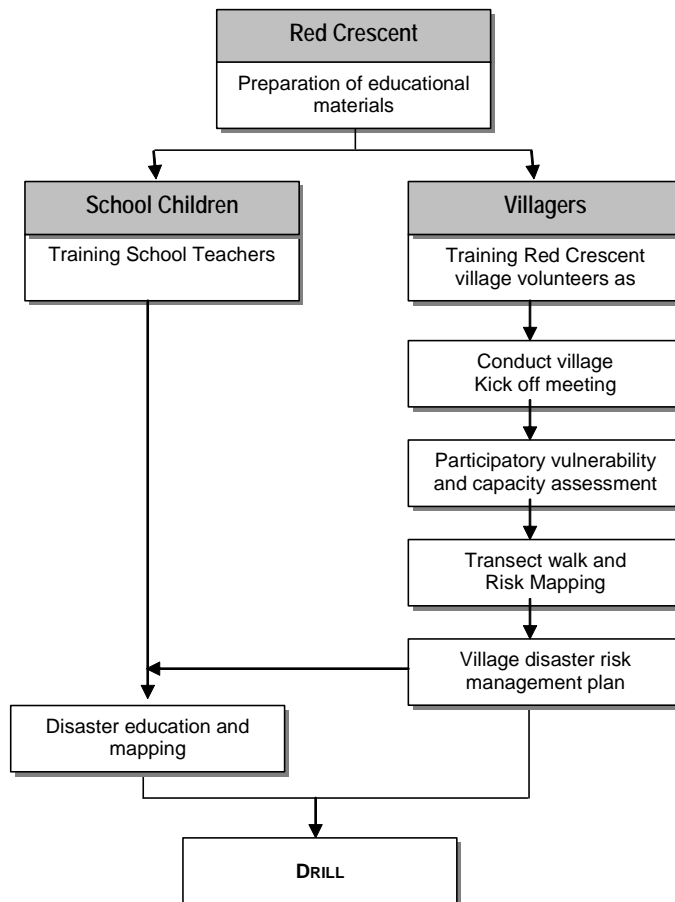 Red Crescent
Preparation of educational
materials
School Children
Training School Teachers
Villagers
Training Red Crescent
village volunteers as
Conduct village
Kick off meeting
Participatory vulnerability
and capacity assessment
Transect walk and
Risk Mapping
Village disaster risk
management plan
Disaster education and
mapping
DRILL